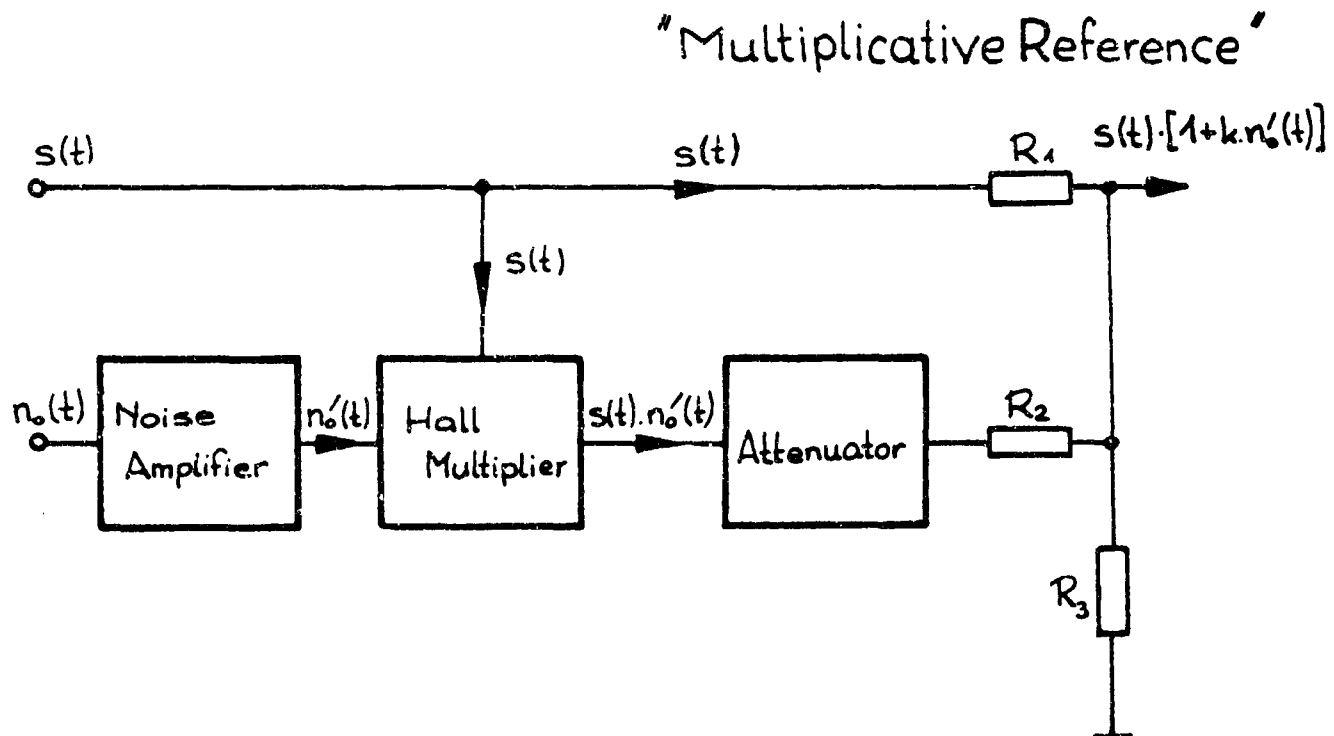 "Multiplicative Reference"
s(t)
s(t)
R₁
s(t)·[1+k.n₀′(t)]
s(t)
n₀(t)
Noise
Amplifier
n₀′(t)
Hall
Multiplier
s(t).n₀′(t)
Attenuator
R₂
R₃